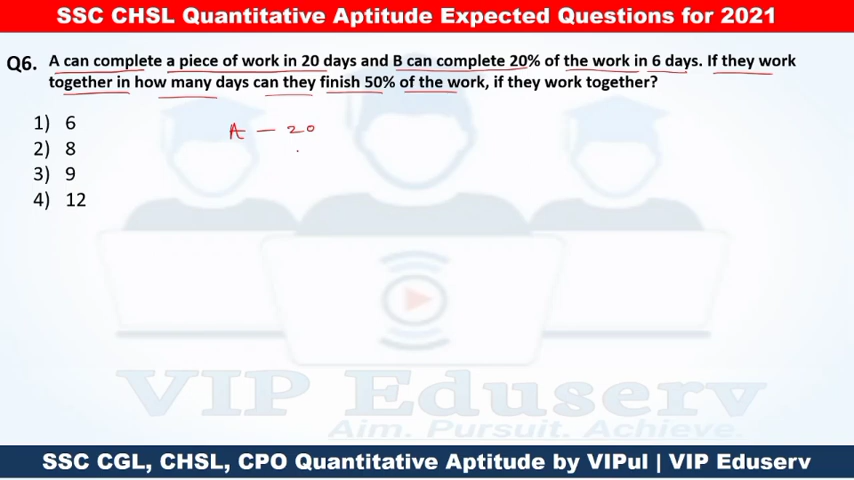 SSC CHSL Quantitative Aptitude Expected Questions for 2021
Q6. A can complete a piece of work in 20 days and B can complete 20% of the work in 6 days. If they work
together in how many days can they finish 50% of the work, if they work together?
1) 6
2) 8
3) 9
4) 12
A — 20
VIP Eduserv
Aim. Pursue. Achieve.
SSC CGL, CHSL, CPO Quantitative Aptitude by VIPul | VIP Eduserv